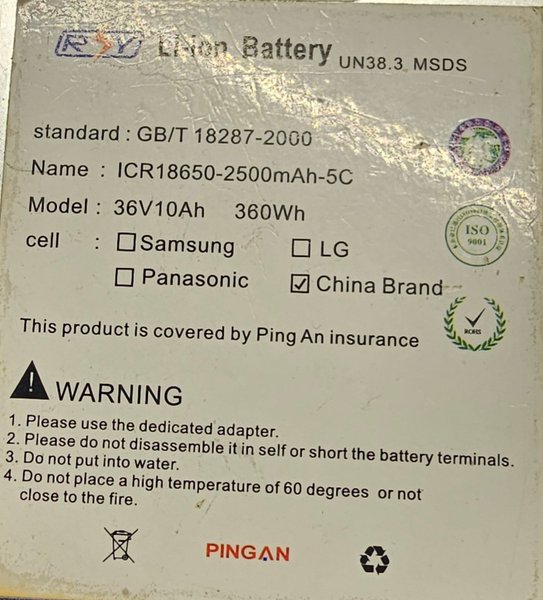 RSY Li-ion Battery UN38.3 MSDS
standard : GB/T 18287-2000
Name : ICR18650-2500mAh-5C
Model : 36V10Ah 360Wh
cell : Samsung LG
Panasonic China Brand
ISO
9001
ROHS
This product is covered by Ping An insurance
WARNING
1. Please use the dedicated adapter.
2. Please do not disassemble it in self or short the battery terminals.
3. Do not put into water.
4. Do not place a high temperature of 60 degrees or not
close to the fire.
PINGAN